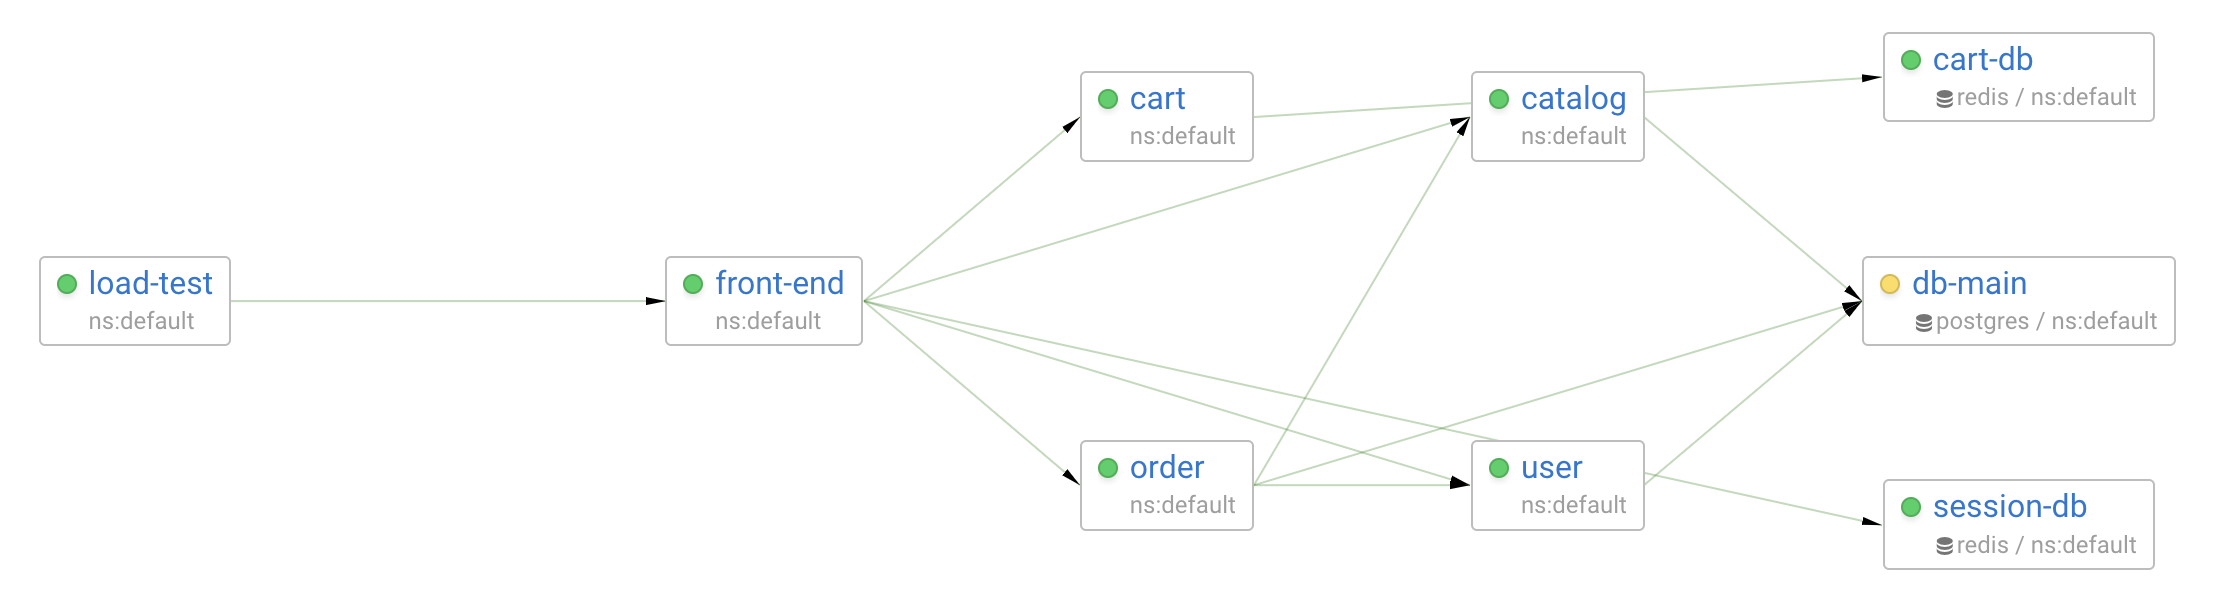 load-test
ns:default
front-end
ns:default
cart
ns:default
order
ns:default
catalog
ns:default
user
ns:default
cart-db
redis / ns:default
db-main
postgres / ns:default
session-db
redis / ns:default